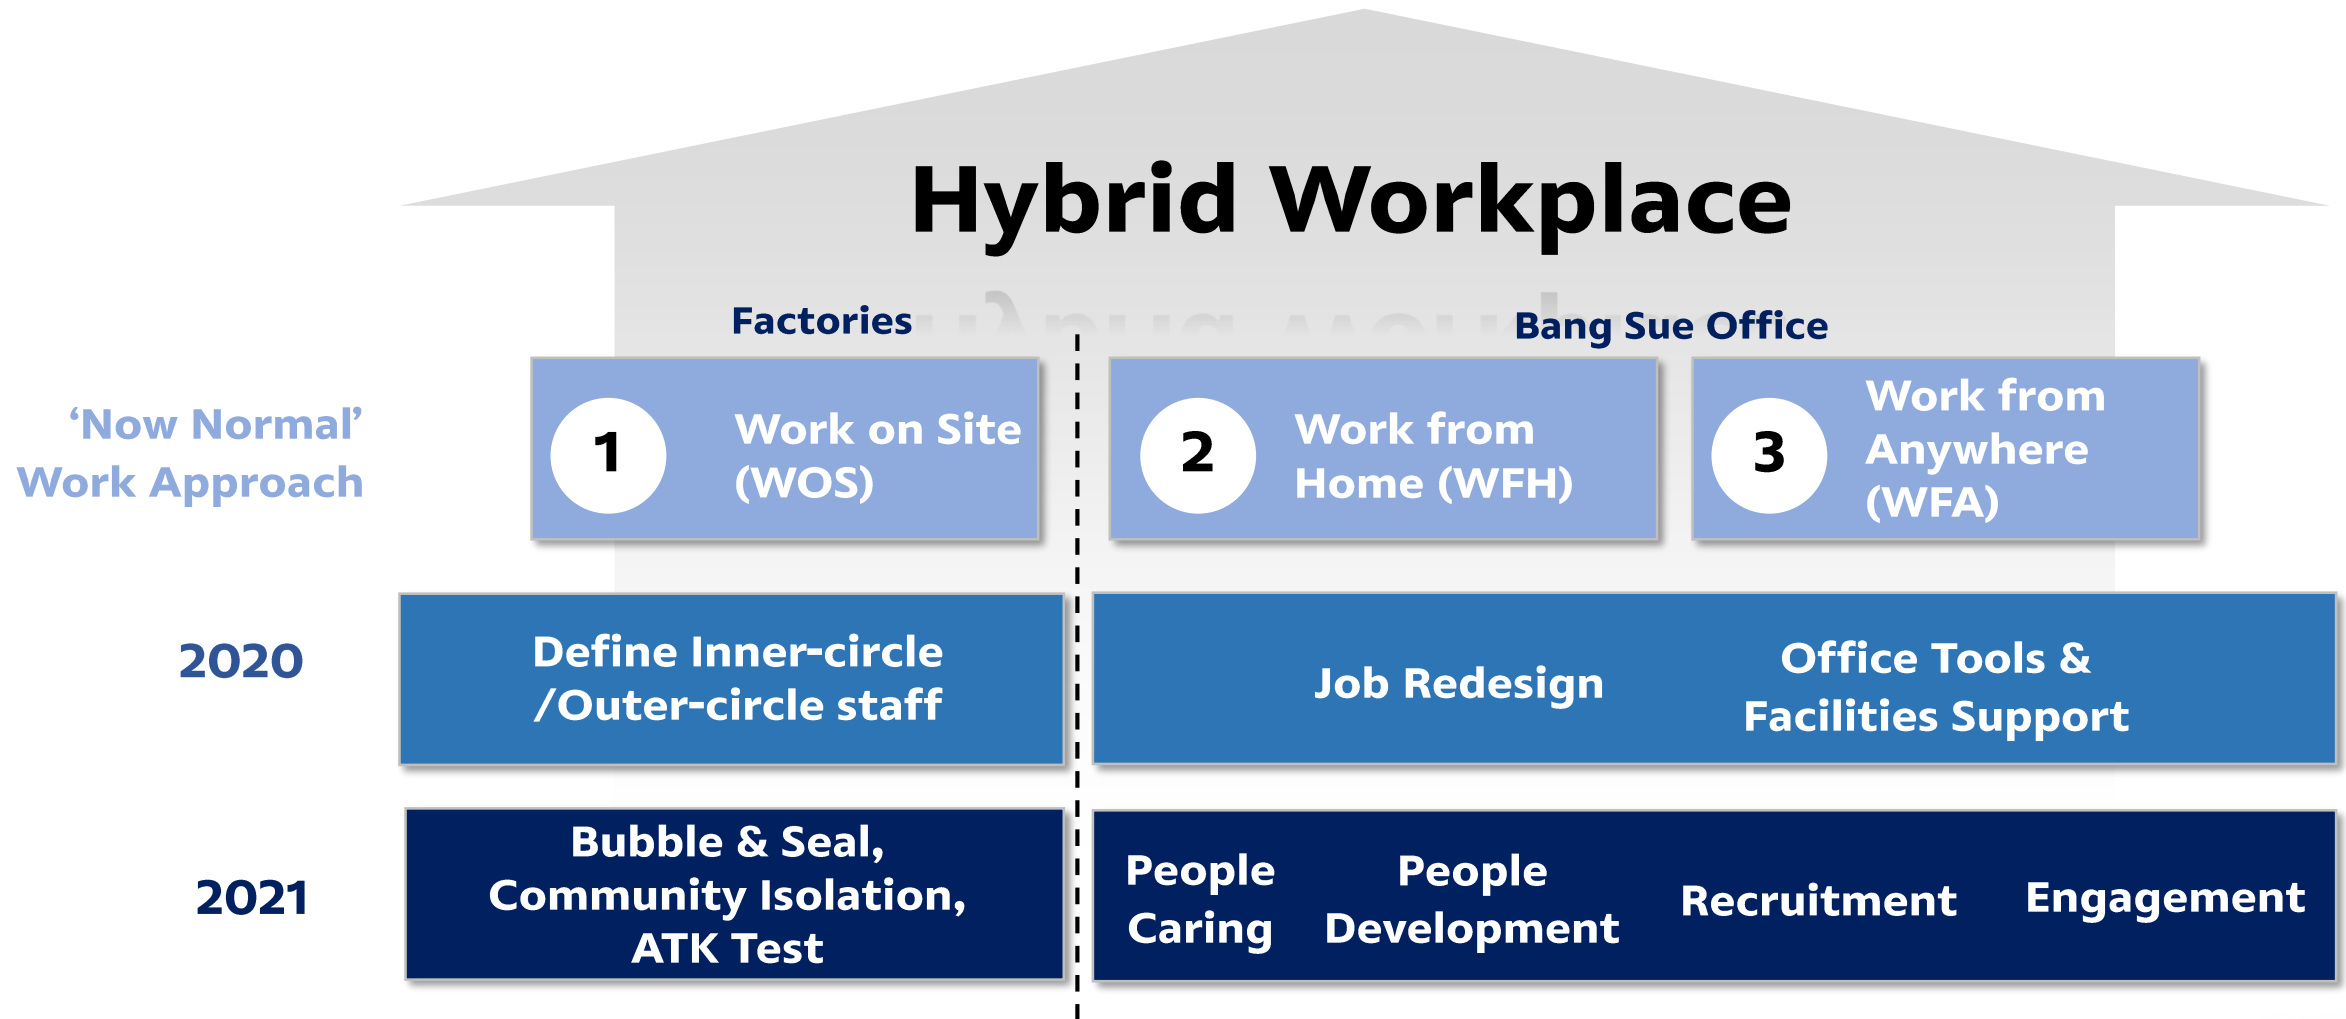 Hybrid Workplace
Factories
Bang Sue Office
‘Now Normal’
Work Approach
1
Work on Site
(WOS)
2
Work from
Home (WFH)
3
Work from
Anywhere
(WFA)
2020
Define Inner-circle
/Outer-circle staff
Job Redesign
Office Tools &
Facilities Support
2021
Bubble & Seal,
Community Isolation,
ATK Test
People
Caring
People
Development
Recruitment
Engagement